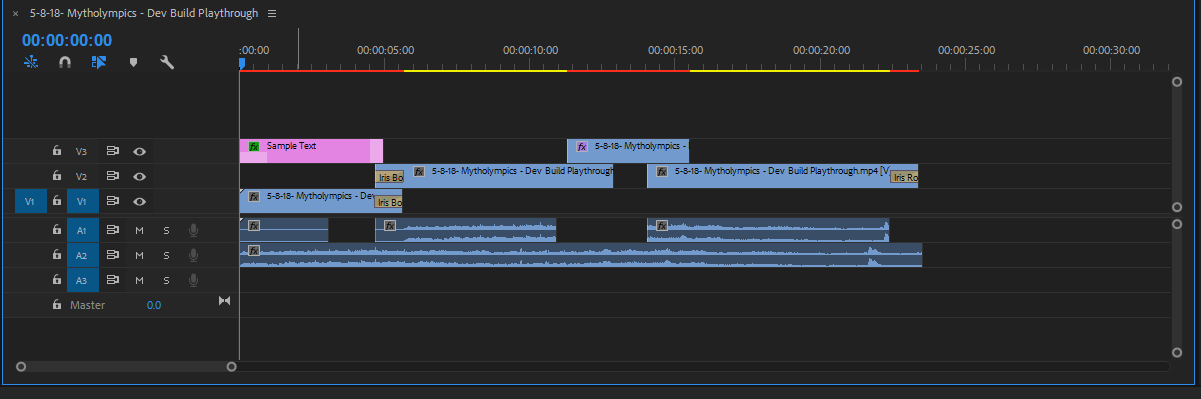 × 5-8-18- Mytholympics - Dev Build Playthrough ≡
00:00:00:00
:00:00 00:00:05:00 00:00:10:00 00:00:15:00 00:00:20:00 00:00:25:00 00:00:30:00
V3 fx Sample Text fx 5-8-18- Mytholympics -
V2 Iris Bo fx 5-8-18- Mytholympics - Dev Build Playthrough fx 5-8-18- Mytholympics - Dev Build Playthrough.mp4 [V Iris Ro
V1 V1 fx 5-8-18- Mytholympics - Dev Iris Bo
A1 M S fx fx fx
A2 M S fx
A3 M S
Master 0.0